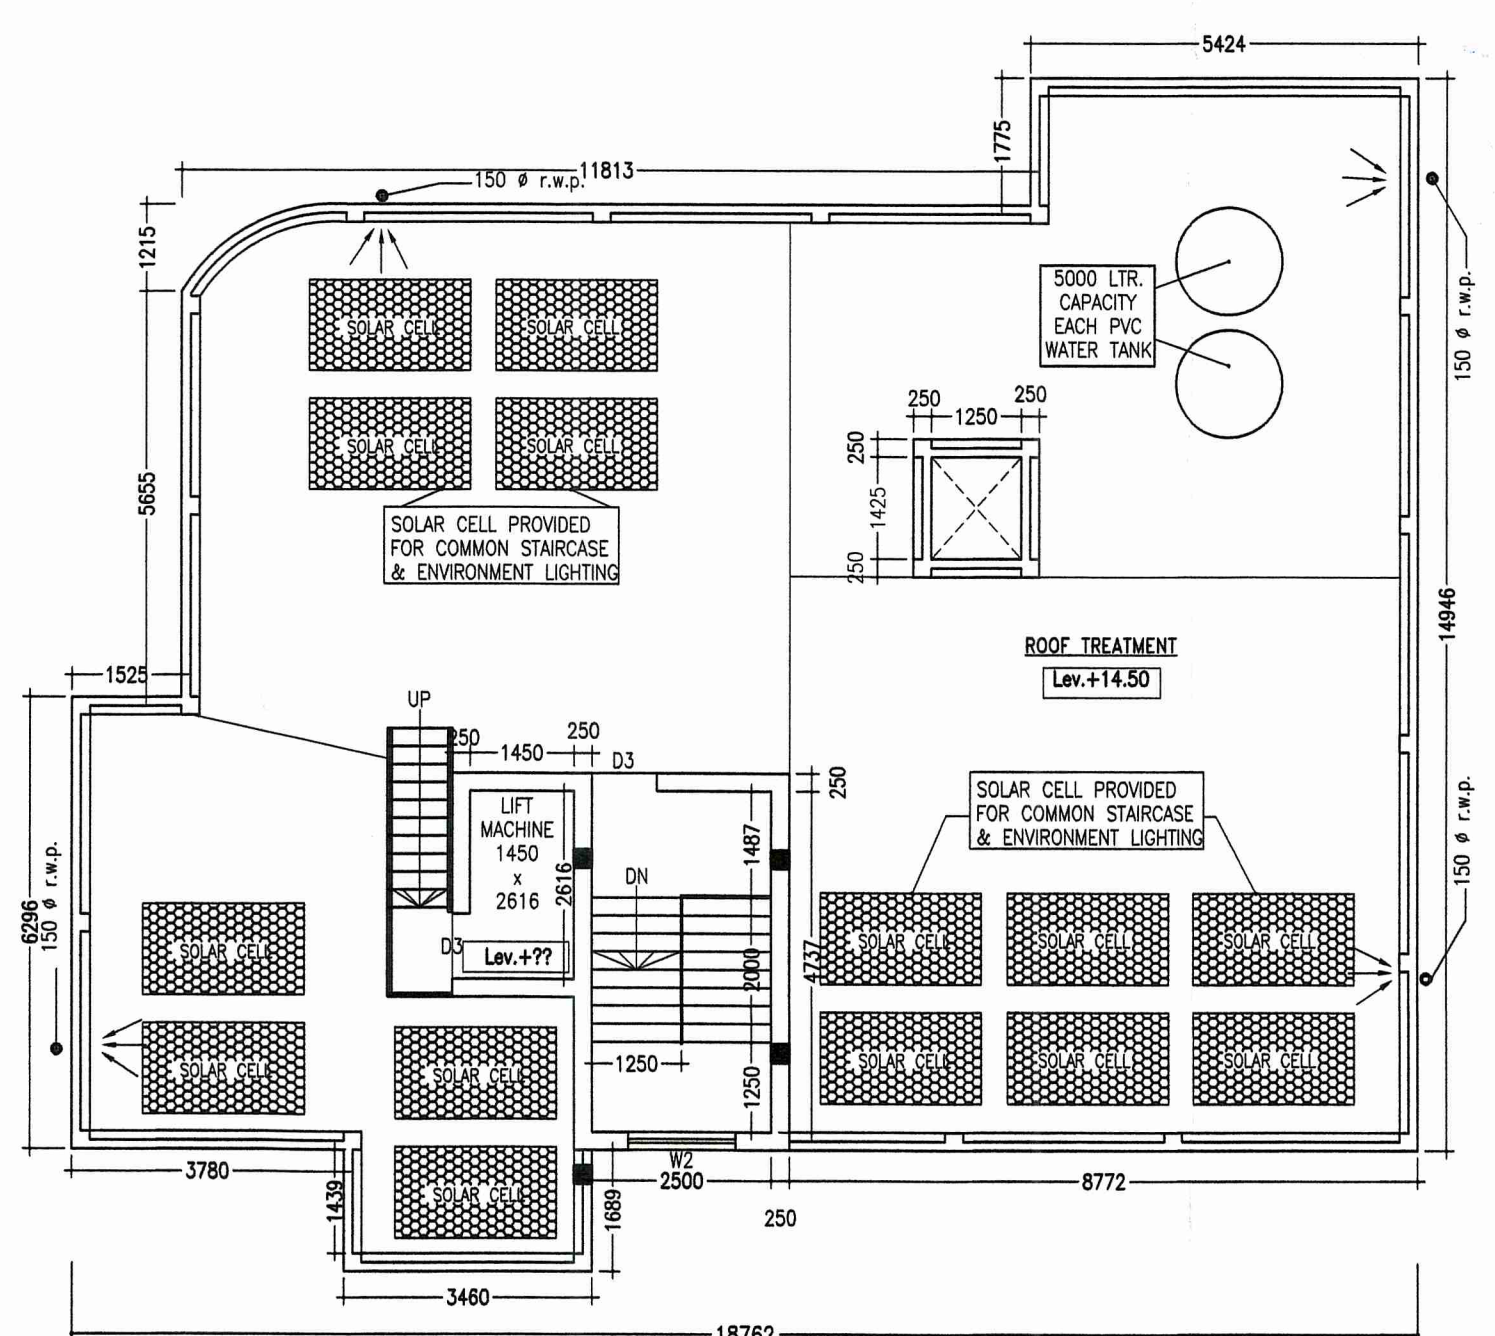 5424
1775
11813
150 ø r.w.p.
1215
150 ø r.w.p.
5000 LTR.
CAPACITY
EACH PVC
WATER TANK
SOLAR CELL
SOLAR CELL
250
250
1250
SOLAR CELL
SOLAR CELL
250
1425
250
5655
SOLAR CELL PROVIDED
FOR COMMON STAIRCASE
& ENVIRONMENT LIGHTING
14946
ROOF TREATMENT
Lev.+14.50
1525
UP
250
1450
250
D3
250
LIFT
MACHINE
1450
x
2616
2616
1487
SOLAR CELL PROVIDED
FOR COMMON STAIRCASE
& ENVIRONMENT LIGHTING
150 ø r.w.p.
6296
150 ø r.w.p.
DN
D3
Lev.+??
2000
4737
SOLAR CELL
SOLAR CELL
SOLAR CELL
SOLAR CELL
SOLAR CELL
SOLAR CELL
SOLAR CELL
SOLAR CELL
SOLAR CELL
1250
1250
W2
3780
1439
SOLAR CELL
1689
2500
250
8772
3460
18762